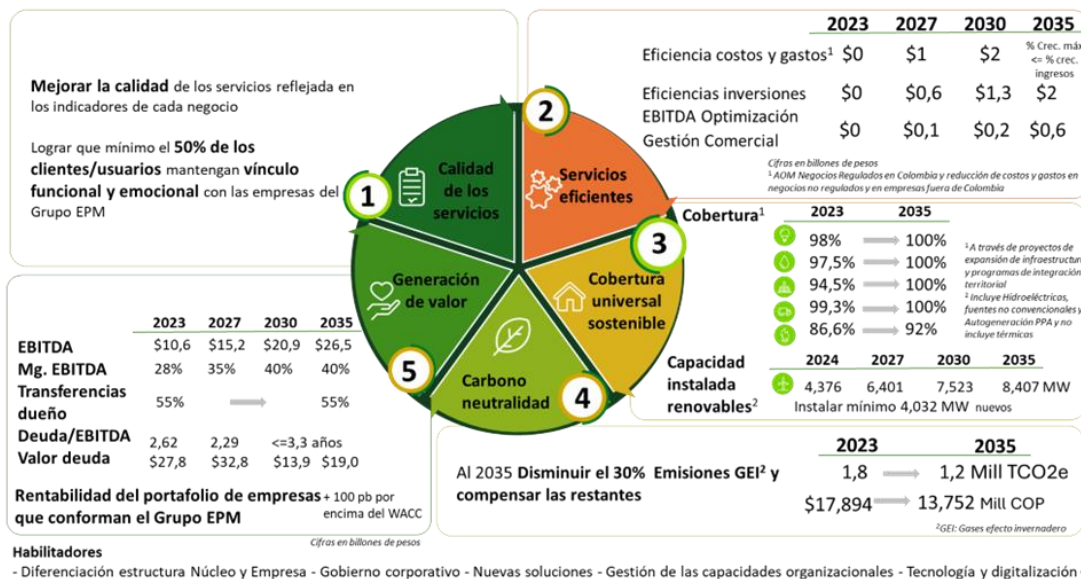 Mejorar la calidad de los servicios reflejada en
los indicadores de cada negocio
Lograr que mínimo el 50% de los
clientes/usuarios mantengan vínculo
funcional y emocional con las empresas del
Grupo EPM
1
Calidad
de los
servicios
2
Servicios
eficientes
3
Cobertura
universal
sostenible
4
Carbono
neutralidad
5
Generación
de valor
2023 2027 2030 2035
Eficiencia costos y gastos1 $0 $1 $2 % Crec. máx
<= % crec.
ingresos
Eficiencias inversiones $0 $0,6 $1,3 $2
EBITDA Optimización
Gestión Comercial $0 $0,1 $0,2 $0,6
Cifras en billones de pesos
1 AOM Negocios Regulados en Colombia y reducción de costos y gastos en
negocios no regulados y en empresas fuera de Colombia
Cobertura1
2023 2035
98% 100%
97,5% 100%
94,5% 100%
99,3% 100%
86,6% 92%
1 A través de proyectos de
expansión de infraestructura
y programas de integración
territorial
2 Incluye Hidroeléctricas,
fuentes no convencionales y
Autogeneración PPA y no
incluye térmicas
Capacidad
instalada
renovables2
2024 2027 2030 2035
4,376 6,401 7,523 8,407 MW
Instalar mínimo 4,032 MW nuevos
Al 2035 Disminuir el 30% Emisiones GEI2 y
compensar las restantes
2023 2035
1,8 1,2 Mill TCO2e
$17,894 13,752 Mill COP
2GEI: Gases efecto invernadero
2023 2027 2030 2035
EBITDA $10,6 $15,2 $20,9 $26,5
Mg. EBITDA 28% 35% 40% 40%
Transferencias
dueño 55% 55%
Deuda/EBITDA 2,62 2,29 <=3,3 años
Valor deuda $27,8 $32,8 $13,9 $19,0
Rentabilidad del portafolio de empresas + 100 pb por
que conforman el Grupo EPM encima del WACC
Cifras en billones de pesos
Habilitadores
- Diferenciación estructura Núcleo y Empresa - Gobierno corporativo - Nuevas soluciones - Gestión de las capacidades organizacionales - Tecnología y digitalización -